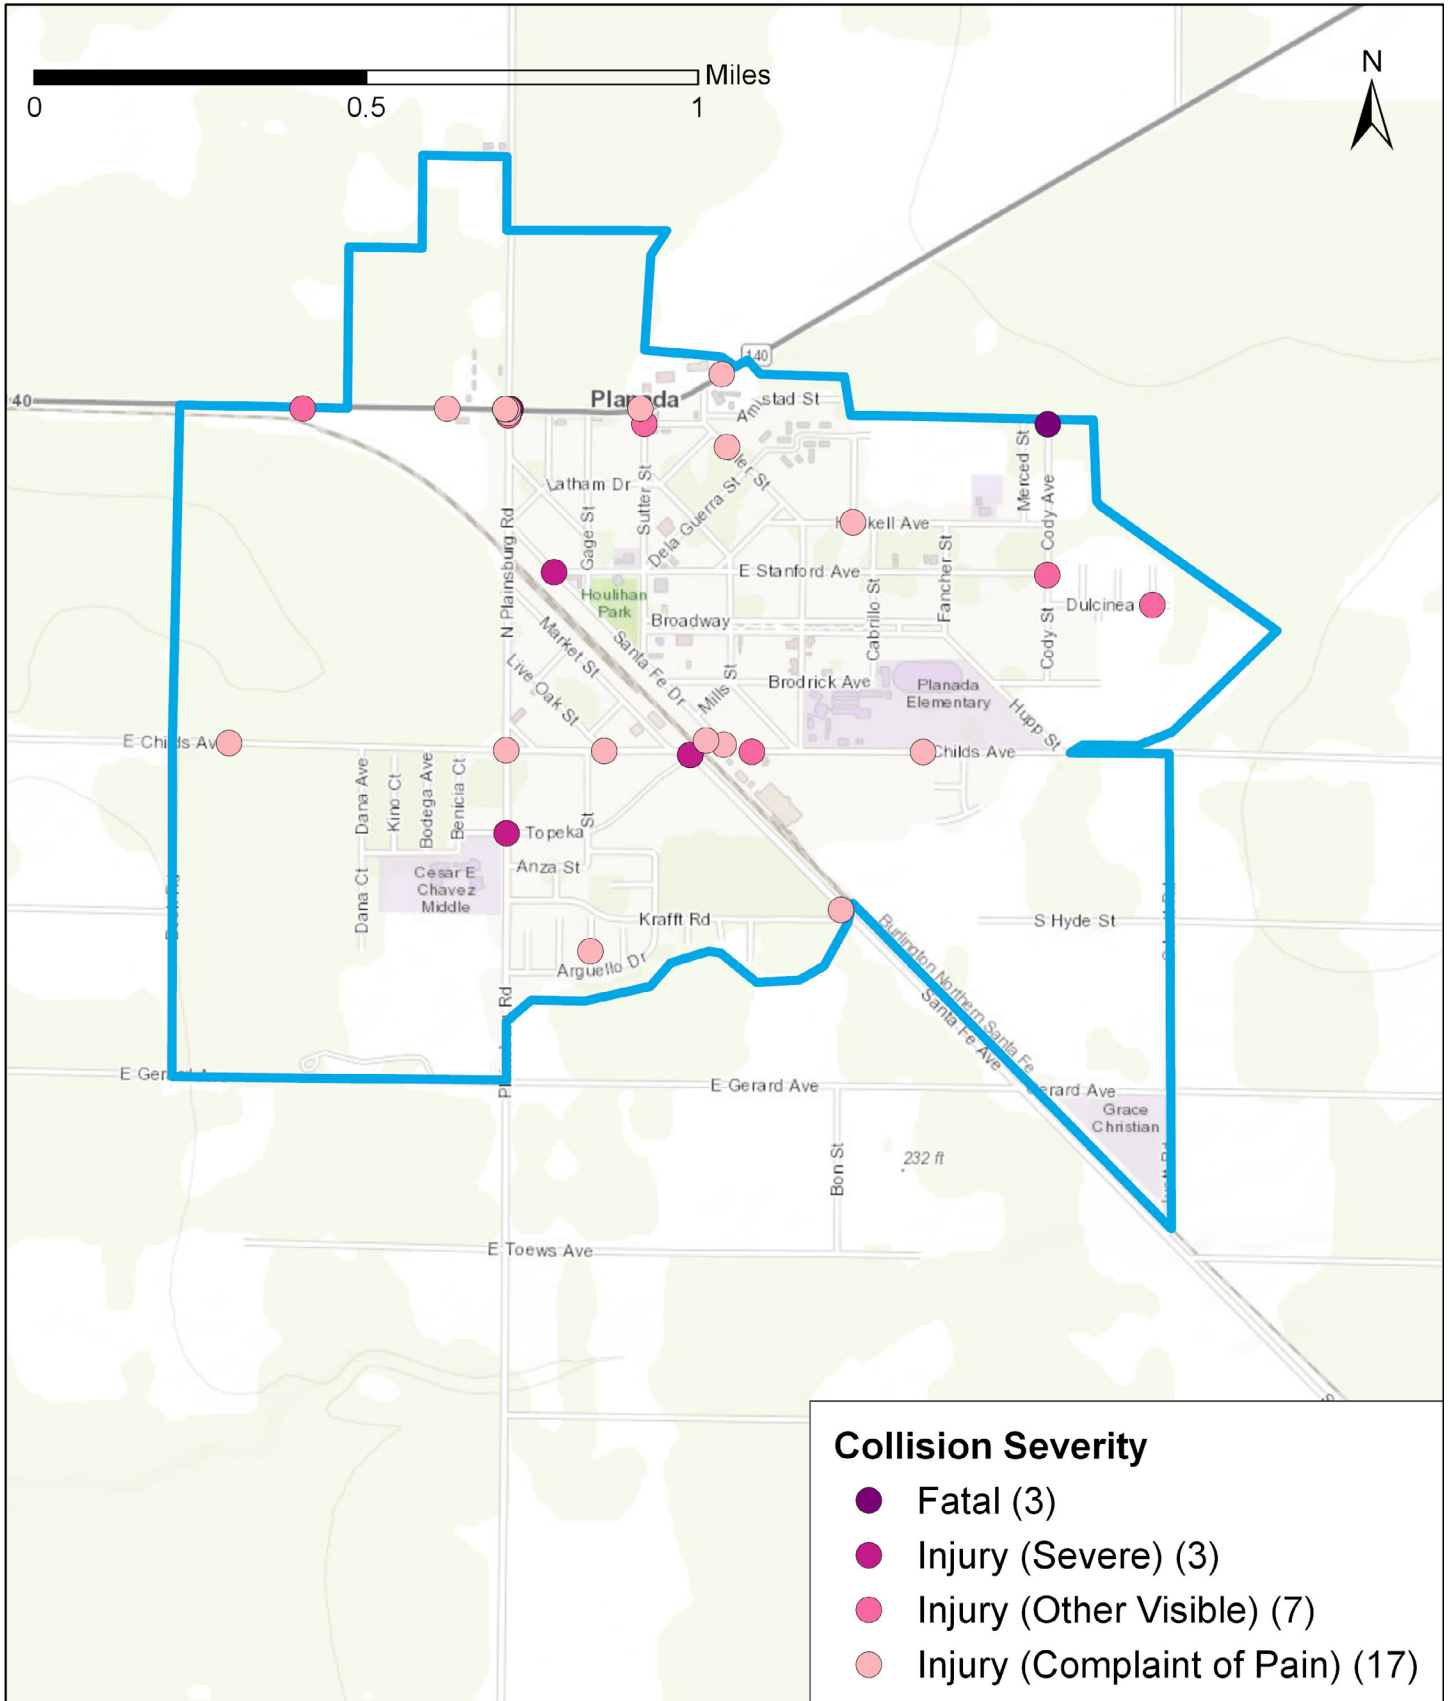 Miles
0
0.5
1
N
140
40
Planada
stad St
Merced St
Cody Ave
Latham Dr
Sutter St
Gage St
Dela Guerra St
N Plainsburg Rd
E Stanford Ave
Fancher St
Cabrillo St
Houlihan
Park
Broadway
Dulcinea
Cody St
Market St
Santa Fe Dr
Live Oak St
Mills St
Brodrick Ave
Planada
Elementary
Hupp St
E Childs Av
Childs Ave
Dana Ave
Kino Ct
Bodega Ave
Benicia Ct
Topeka
St
Anza St
Cesar E
Chavez
Middle
Dana Ct
Krafft Rd
S Hyde St
Arguello Dr
Burlington Northern Santa Fe
Santa Fe Ave
E Gerard Ave
E Gerard Ave
Gerard Ave
Grace
Christian
Bon St
232 ft
E Toews Ave
Collision Severity
Fatal (3)
Injury (Severe) (3)
Injury (Other Visible) (7)
Injury (Complaint of Pain) (17)